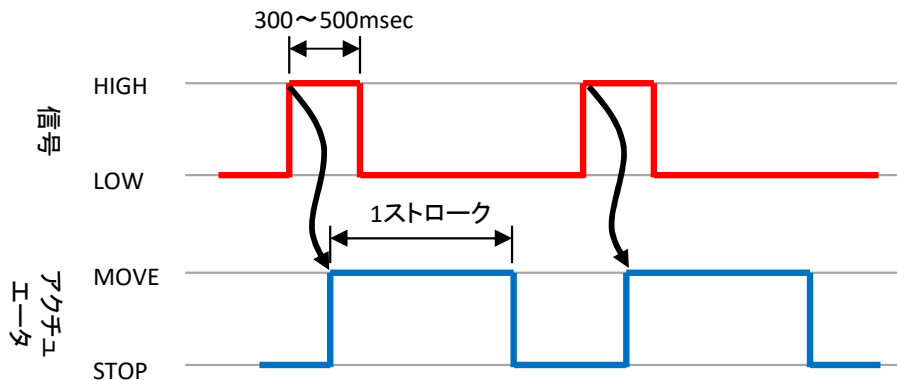 300～500msec
HIGH
信号
LOW
1ストローク
MOVE
アクチュ
エータ
STOP